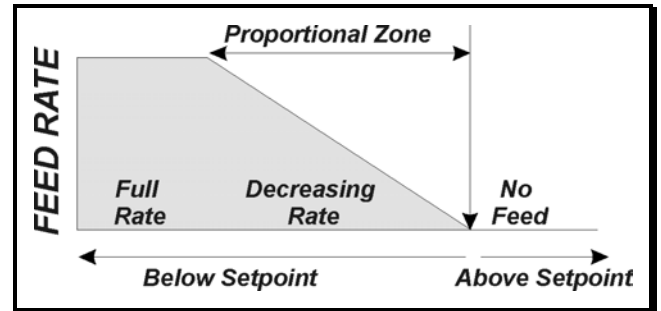 Proportional Zone
FEED RATE
Full
Rate
Decreasing
Rate
No
Feed
Below Setpoint
Above Setpoint